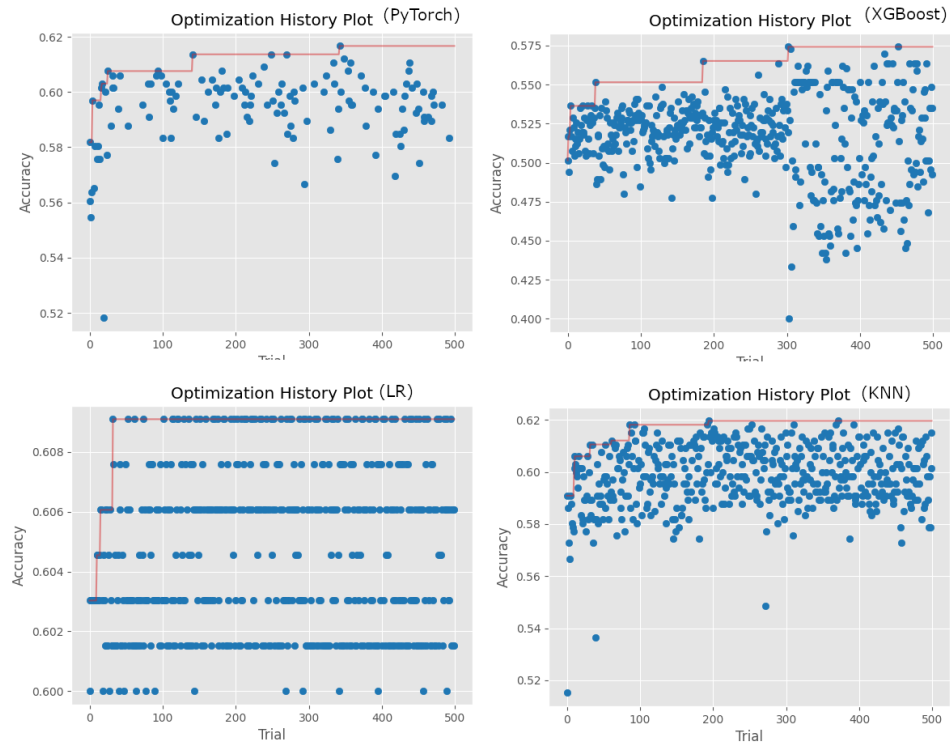 Optimization History Plot (PyTorch)
0.62
0.60
0.58
0.56
0.54
0.52
Accuracy
0 100 200 300 400 500
Trial
Optimization History Plot (XGBoost)
0.575
0.550
0.525
0.500
0.475
0.450
0.425
0.400
Accuracy
0 100 200 300 400 500
Trial
Optimization History Plot (LR)
0.608
0.606
0.604
0.602
0.600
Accuracy
0 100 200 300 400 500
Trial
Optimization History Plot (KNN)
0.62
0.60
0.58
0.56
0.54
0.52
Accuracy
0 100 200 300 400 500
Trial